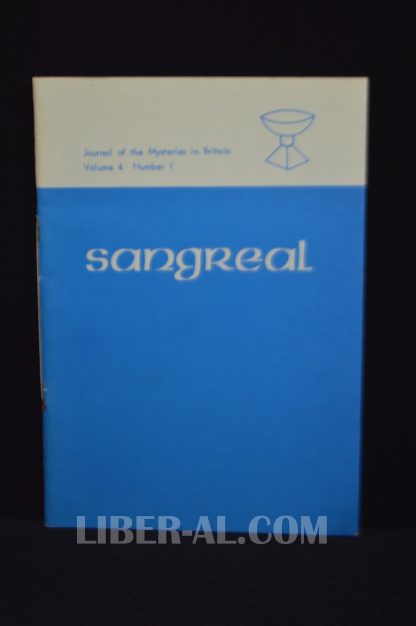 Journal of the Mysteries in Britain
Volume 4 Number 1
sangreal
LIBER-AL.COM